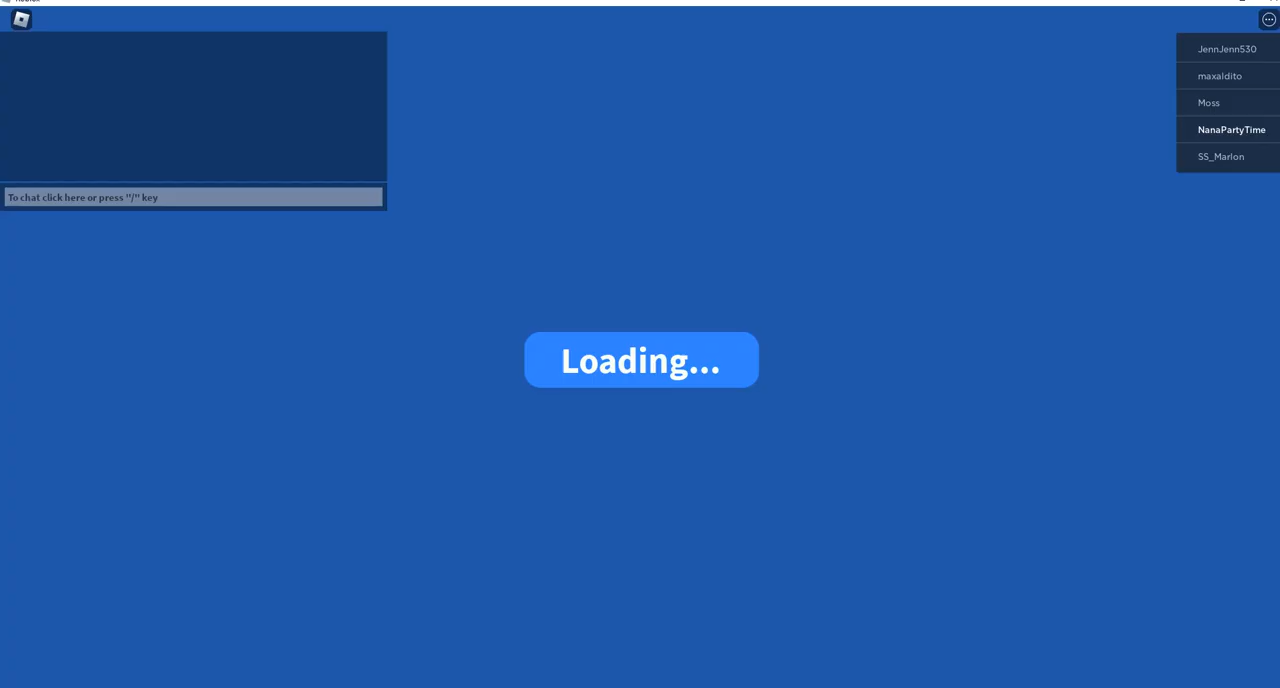 JennJenn530
maxaldito
Moss
NanaPartyTime
SS_Marlon
To chat click here or press "/" key
Loading...